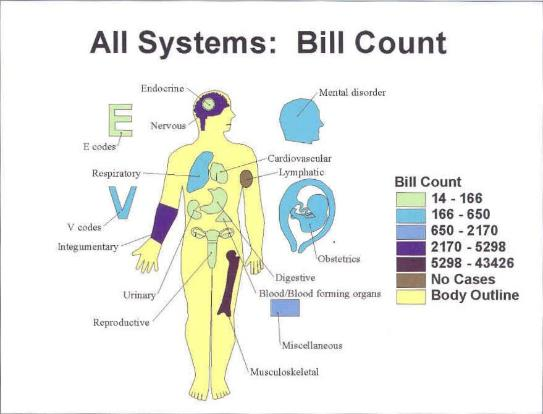 All Systems:  Bill Count
Endocrine
Mental disorder
E
Nervous
E codes
Cardiovascular
Respiratory
Lymphatic
V
V codes
Integumentary
Obstetrics
Digestive
Urinary
Blood/Blood forming organs
Reproductive
Miscellaneous
Musculoskeletal
Bill Count
14 - 166
166 - 650
650 - 2170
2170 - 5298
5298 - 43426
No Cases
Body Outline